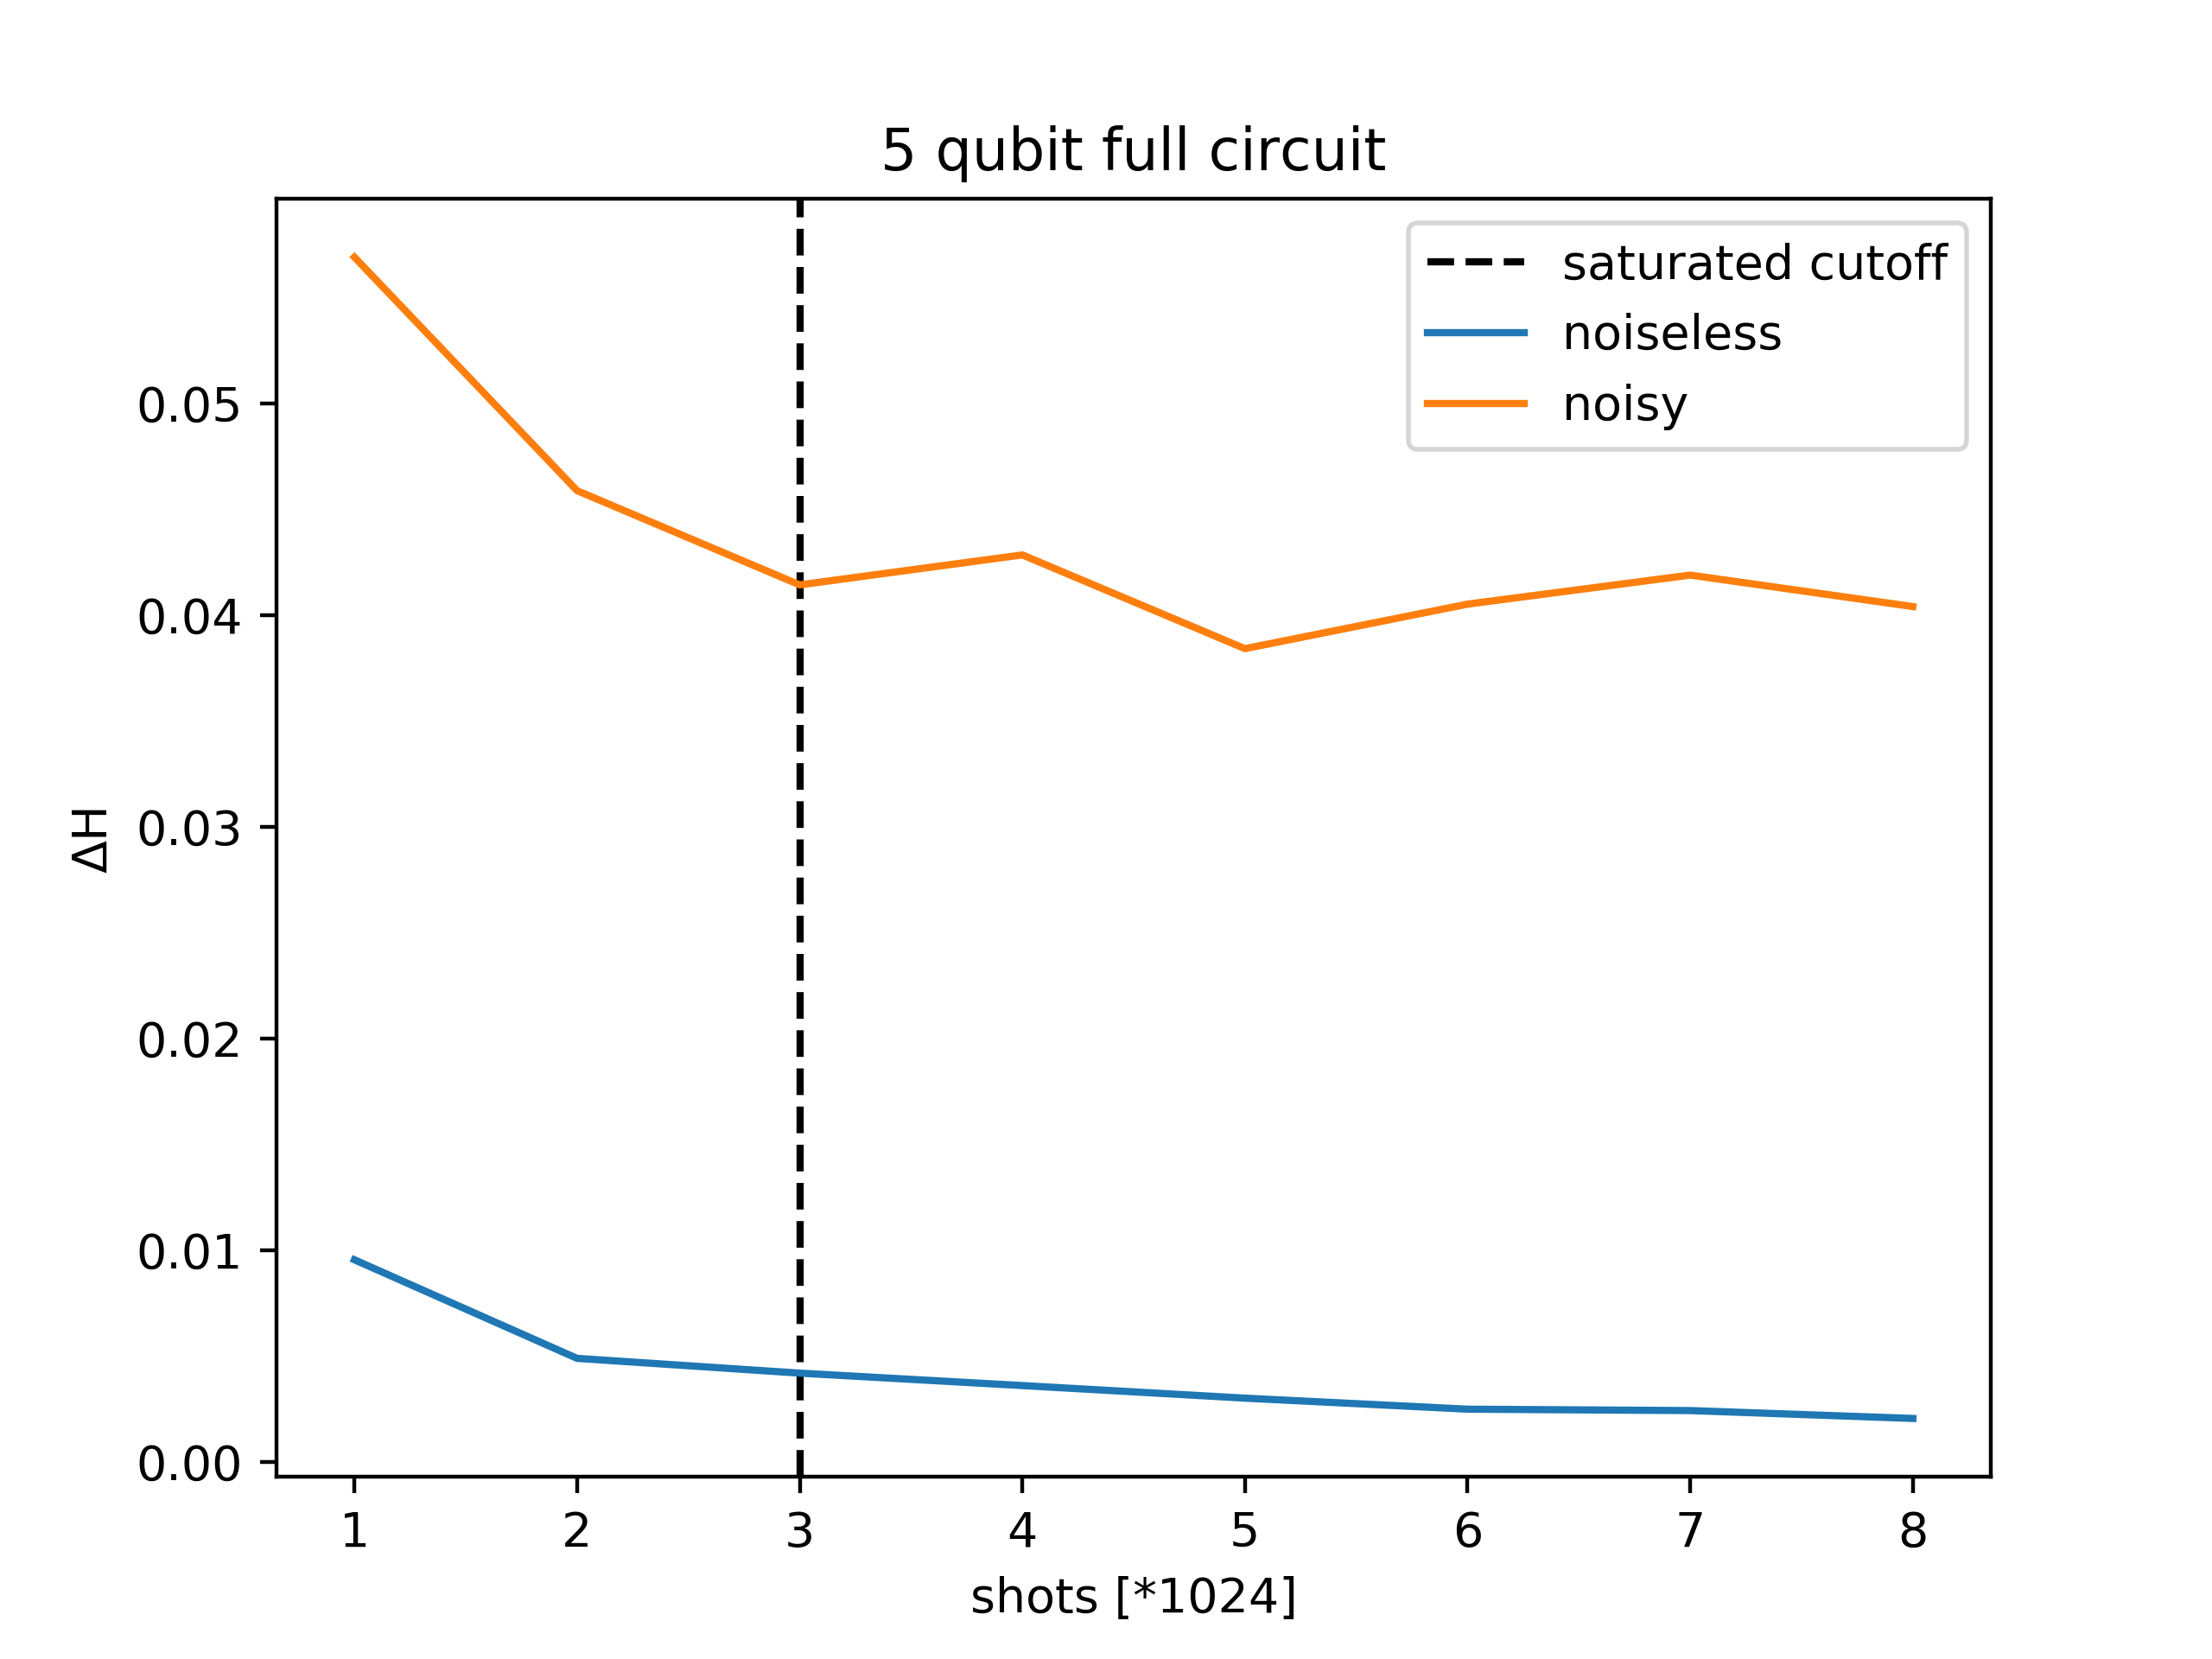 5 qubit full circuit
saturated cutoff
noiseless
noisy
ΔH
0.05
0.04
0.03
0.02
0.01
0.00
1 2 3 4 5 6 7 8
shots [*1024]